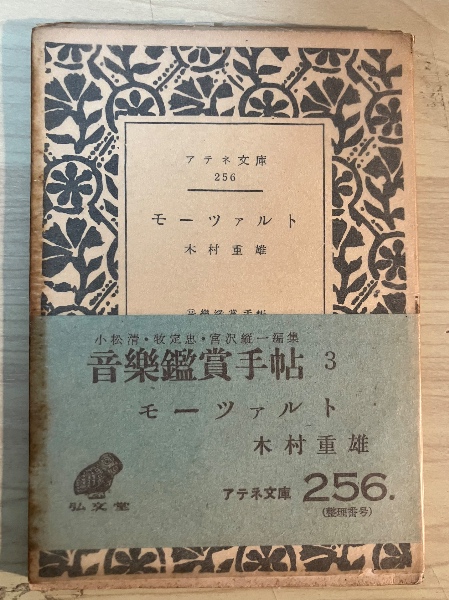 アテネ文庫
256
モーツァルト
木村重雄
小松清・牧定忠・宮沢縦一編集
音樂鑑賞手帖 3
モーツァルト
木村重雄
弘文堂
アテネ文庫 256.
(整理番号)